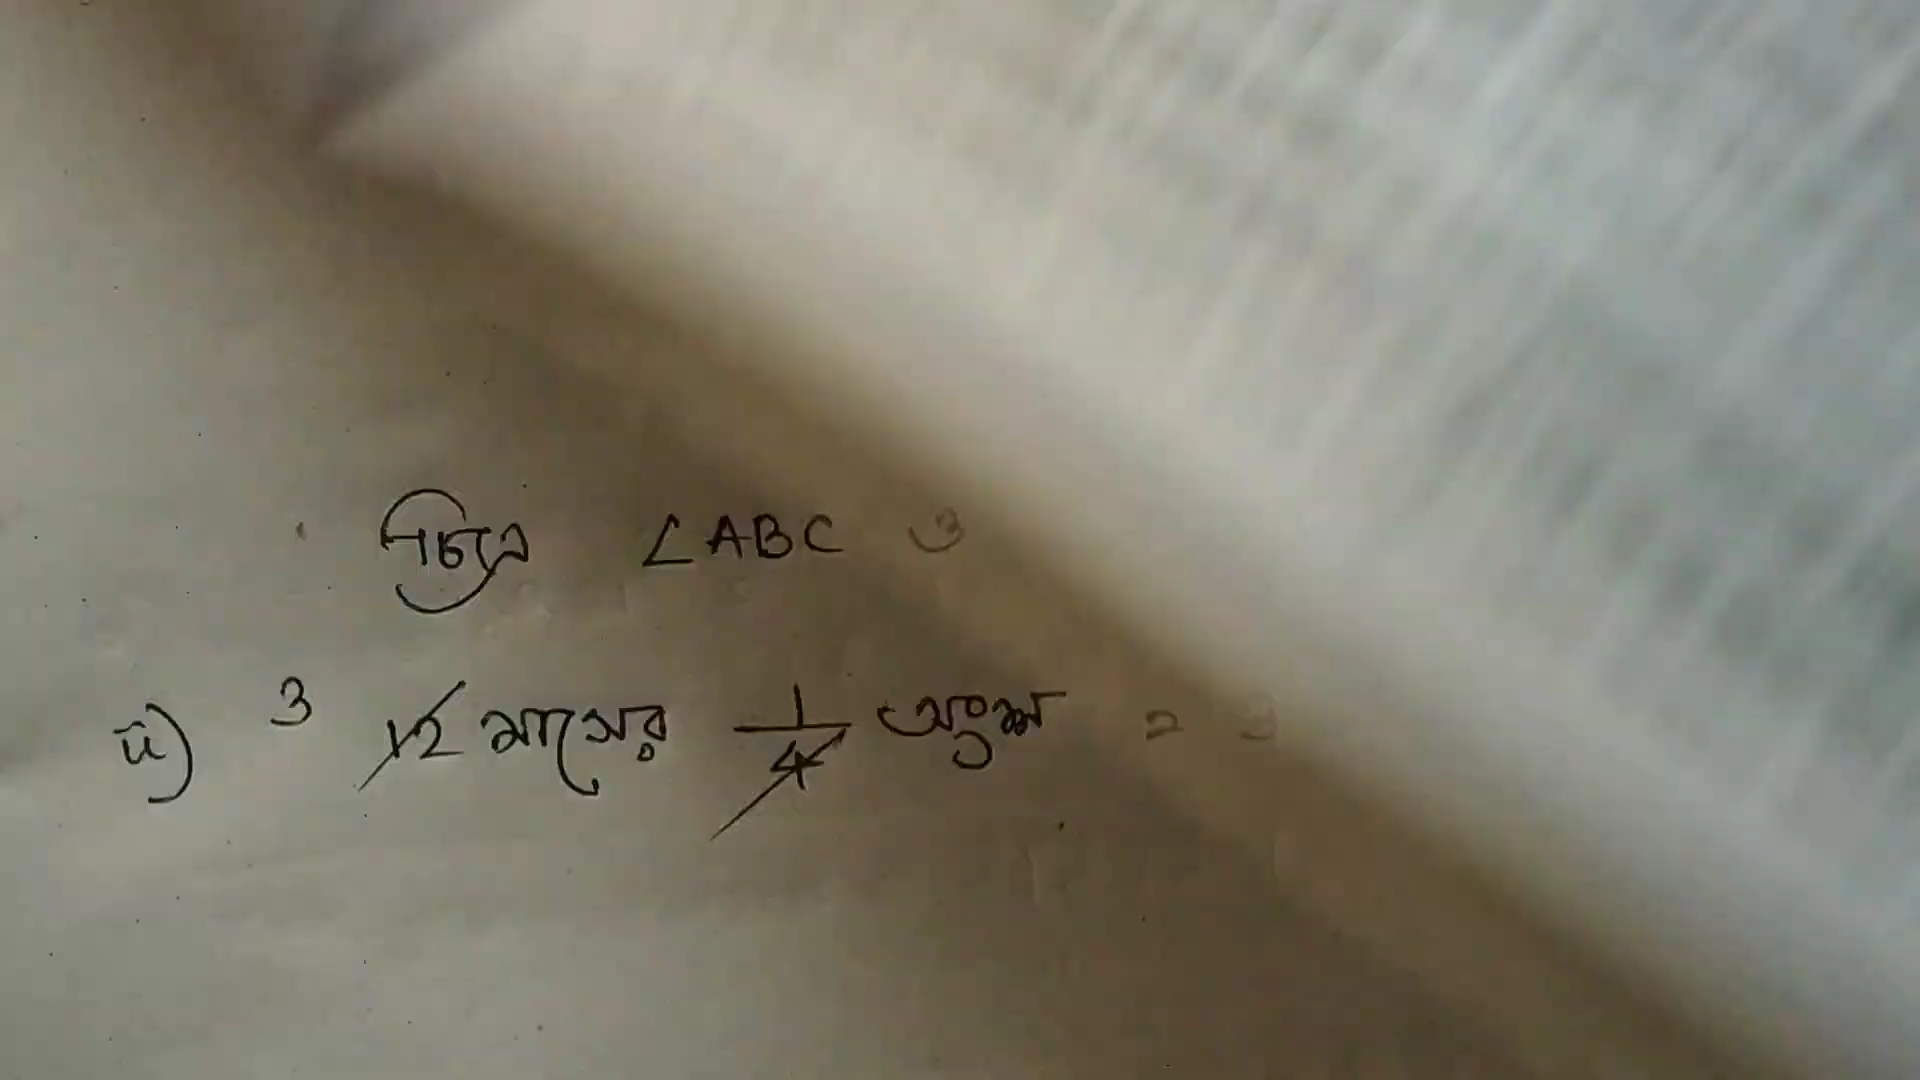 চিত্রে ∠ABC ও
ii) 3 12 মাসের 1/4 অংশ =